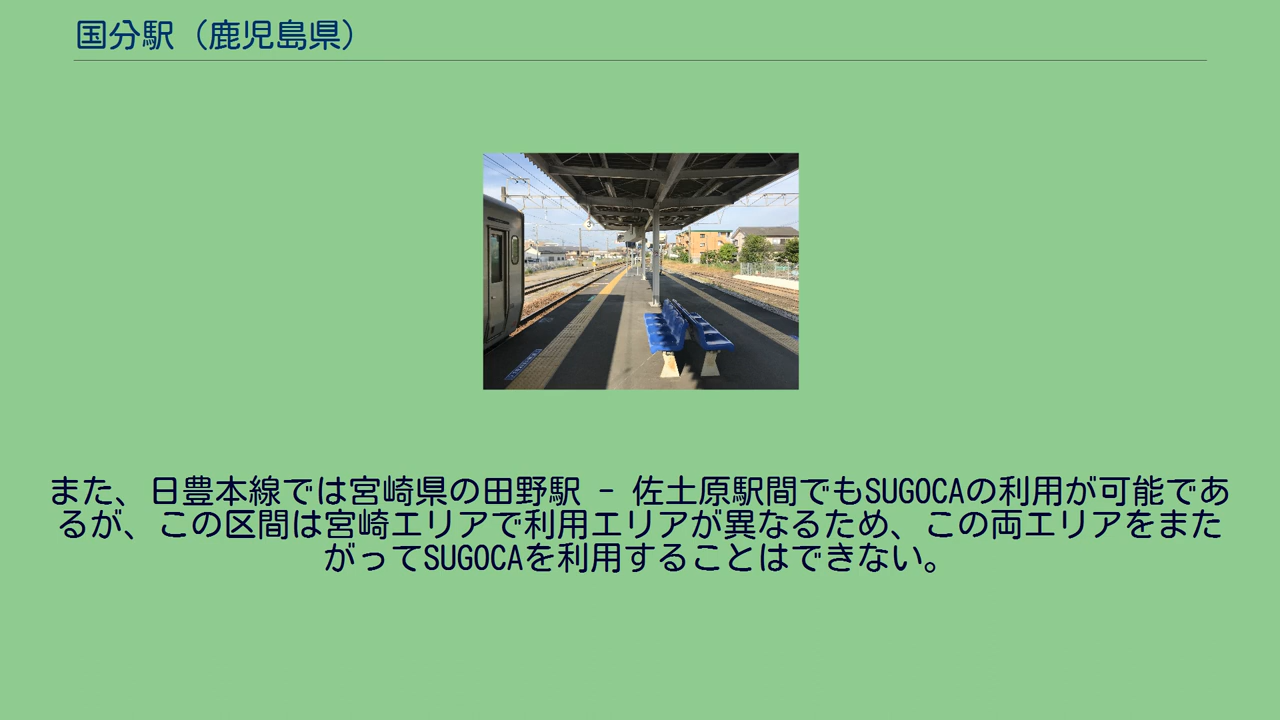 国分駅（鹿児島県）
また、日豊本線では宮崎県の田野駅 － 佐土原駅間でもSUGOCAの利用が可能であ
るが、この区間は宮崎エリアで利用エリアが異なるため、この両エリアをまた
がってSUGOCAを利用することはできない。